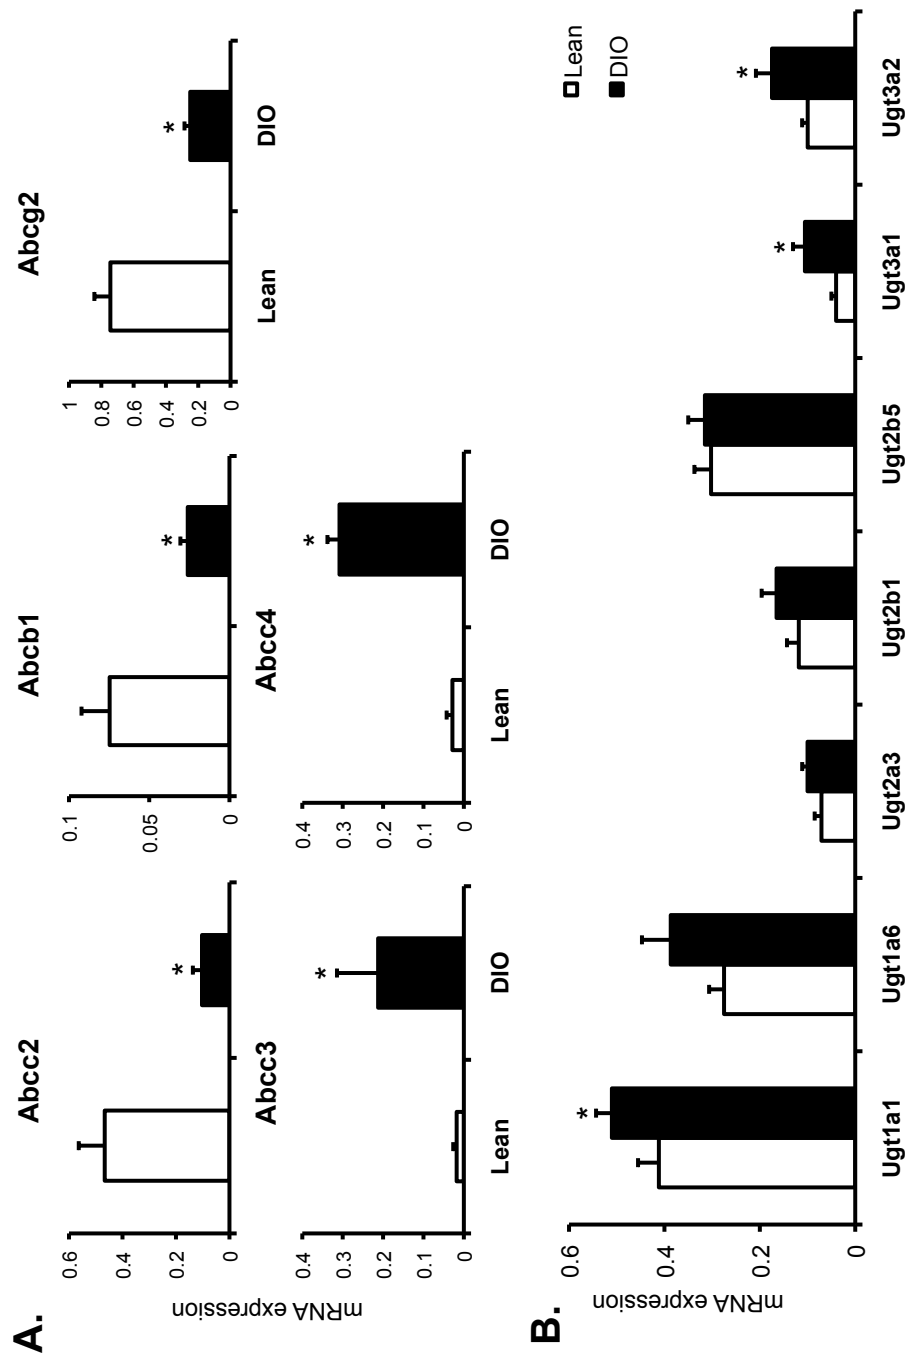 A.
Abcc2
mRNA expression
0.6
0.4
0.2
0
*
Abcb1
0.1
0.05
0
*
Abcg2
1
0.8
0.6
0.4
0.2
0
*
Lean DIO
Abcc3
0.4
0.3
0.2
0.1
0
*
Lean DIO
Abcc4
0.4
0.3
0.2
0.1
0
*
Lean DIO
B.
mRNA expression
0.6
0.4
0.2
0
* * *
Lean
DIO
Ugt1a1 Ugt1a6 Ugt2a3 Ugt2b1 Ugt2b5 Ugt3a1 Ugt3a2